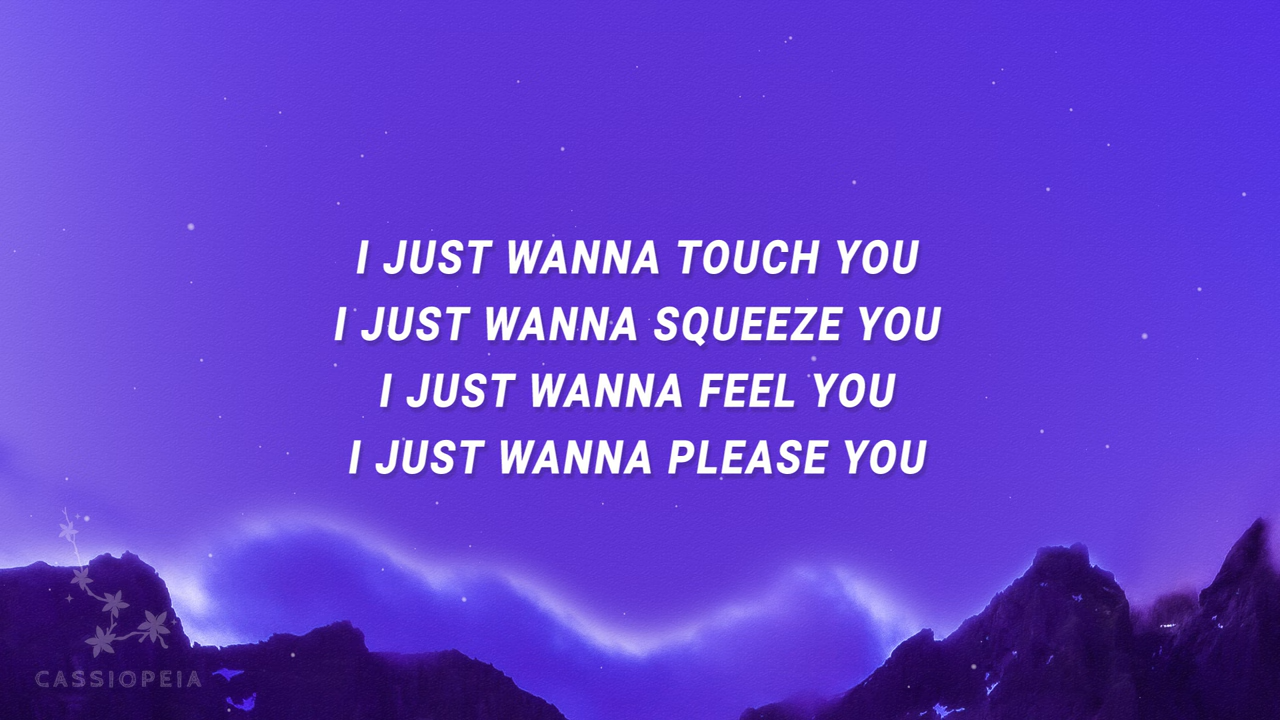 I JUST WANNA TOUCH YOU
I JUST WANNA SQUEEZE YOU
I JUST WANNA FEEL YOU
I JUST WANNA PLEASE YOU
CASSIOPEIA